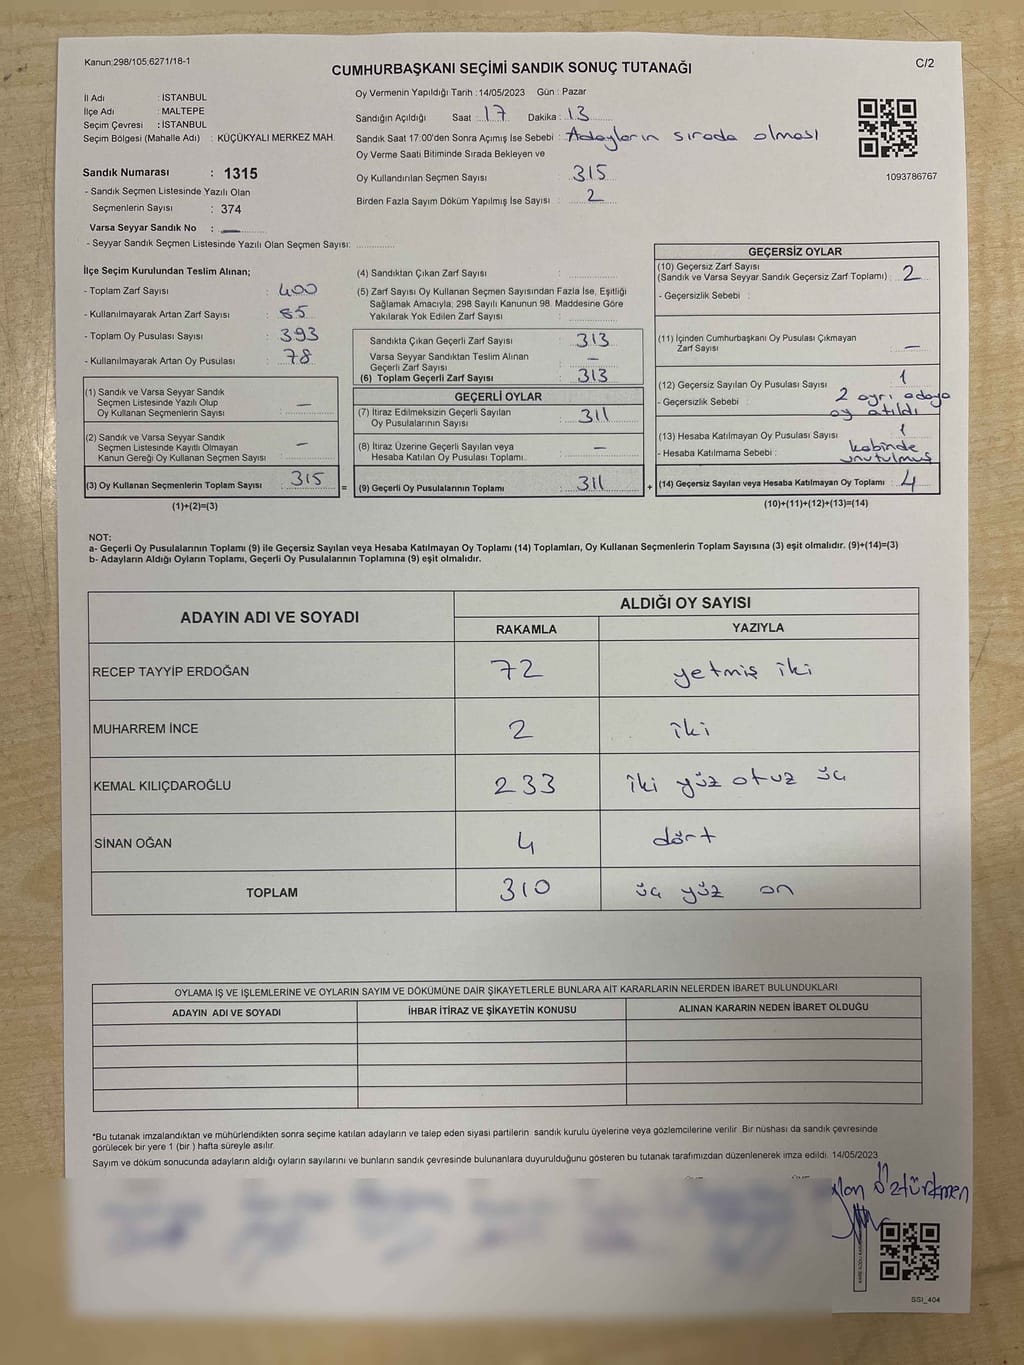 Kanun:298/105,6271/18-1
C/2
CUMHURBAŞKANI SEÇİMİ SANDIK SONUÇ TUTANAĞI
İl Adı : İSTANBUL
İlçe Adı : MALTEPE
Seçim Çevresi : İSTANBUL
Seçim Bölgesi (Mahalle Adı) : KÜÇÜKYALI MERKEZ MAH.
Oy Vermenin Yapıldığı Tarih :14/05/2023 Gün : Pazar
Sandığın Açıldığı Saat : 17 Dakika : 13
Sandık Saat 17:00'den Sonra Açımış İse Sebebi : Adayların sırada olması
Oy Verme Saati Bitiminde Sırada Bekleyen ve
Oy Kullandırılan Seçmen Sayısı : 315
Birden Fazla Sayım Döküm Yapılmış İse Sayısı : 2
1093786767
Sandık Numarası : 1315
- Sandık Seçmen Listesinde Yazılı Olan
Seçmenlerin Sayısı : 374
Varsa Seyyar Sandık No : —
- Seyyar Sandık Seçmen Listesinde Yazılı Olan Seçmen Sayısı: ..............
İlçe Seçim Kurulundan Teslim Alınan;
- Toplam Zarf Sayısı : 400
- Kullanılmayarak Artan Zarf Sayısı : 85
- Toplam Oy Pusulası Sayısı : 393
- Kullanılmayarak Artan Oy Pusulası : 78
(1) Sandık ve Varsa Seyyar Sandık
Seçmen Listesinde Yazılı Olup
Oy Kullanan Seçmenlerin Sayısı : —
(2) Sandık ve Varsa Seyyar Sandık
Seçmen Listesinde Kayıtlı Olmayan
Kanun Gereği Oy Kullanan Seçmen Sayısı : —
(3) Oy Kullanan Seçmenlerin Toplam Sayısı : 315
(1)+(2)=(3)
=
(4) Sandıktan Çıkan Zarf Sayısı :
(5) Zarf Sayısı Oy Kullanan Seçmen Sayısından Fazla İse, Eşitliği
Sağlamak Amacıyla, 298 Sayılı Kanunun 98. Maddesine Göre
Yakılarak Yok Edilen Zarf Sayısı :
Sandıkta Çıkan Geçerli Zarf Sayısı : 313
Varsa Seyyar Sandıktan Teslim Alınan
Geçerli Zarf Sayısı : —
(6) Toplam Geçerli Zarf Sayısı : 313
GEÇERLİ OYLAR
(7) İtiraz Edilmeksizin Geçerli Sayılan
Oy Pusulalarının Sayısı : 311
(8) İtiraz Üzerine Geçerli Sayılan veya
Hesaba Katılan Oy Pusulası Toplamı : —
(9) Geçerli Oy Pusulalarının Toplamı : 311
+
GEÇERSİZ OYLAR
(10) Geçersiz Zarf Sayısı
(Sandık ve Varsa Seyyar Sandık Geçersiz Zarf Toplamı) : 2
- Geçersizlik Sebebi :
(11) İçinden Cumhurbaşkanı Oy Pusulası Çıkmayan
Zarf Sayısı : —
(12) Geçersiz Sayılan Oy Pusulası Sayısı : 1
- Geçersizlik Sebebi : 2 ayrı adaya
oy atıldı
(13) Hesaba Katılmayan Oy Pusulası Sayısı : 1
- Hesaba Katılmama Sebebi : kabinde
unutulmuş
(14) Geçersiz Sayılan veya Hesaba Katılmayan Oy Toplamı : 4
(10)+(11)+(12)+(13)=(14)
NOT:
a- Geçerli Oy Pusulalarının Toplamı (9) ile Geçersiz Sayılan veya Hesaba Katılmayan Oy Toplamı (14) Toplamları, Oy Kullanan Seçmenlerin Toplam Sayısına (3) eşit olmalıdır. (9)+(14)=(3)
b- Adayların Aldığı Oyların Toplamı, Geçerli Oy Pusulalarının Toplamına (9) eşit olmalıdır.
ADAYIN ADI VE SOYADI
ALDIĞI OY SAYISI
RAKAMLA YAZIYLA
RECEP TAYYİP ERDOĞAN 72 yetmiş iki
MUHARREM İNCE 2 iki
KEMAL KILIÇDAROĞLU 233 iki yüz otuz üç
SİNAN OĞAN 4 dört
TOPLAM 310 üç yüz on
OYLAMA İŞ VE İŞLEMLERİNE VE OYLARIN SAYIM VE DÖKÜMÜNE DAİR ŞİKAYETLERLE BUNLARA AİT KARARLARIN NELERDEN İBARET BULUNDUKLARI
ADAYIN ADI VE SOYADI İHBAR İTİRAZ VE ŞİKAYETİN KONUSU ALINAN KARARIN NEDEN İBARET OLDUĞU
*Bu tutanak imzalandıktan ve mühürlendikten sonra seçime katılan adayların ve talep eden siyasi partilerin sandık kurulu üyelerine veya gözlemcilerine verilir. Bir nüshası da sandık çevresinde
görülecek bir yere 1 (bir ) hafta süreyle asılır.
Sayım ve döküm sonucunda adayların aldığı oyların sayılarını ve bunların sandık çevresinde bulunanlara duyurulduğunu gösteren bu tutanak tarafımızdan düzenlenerek imza edildi. 14/05/2023
Öztürkmen
SSİ_404